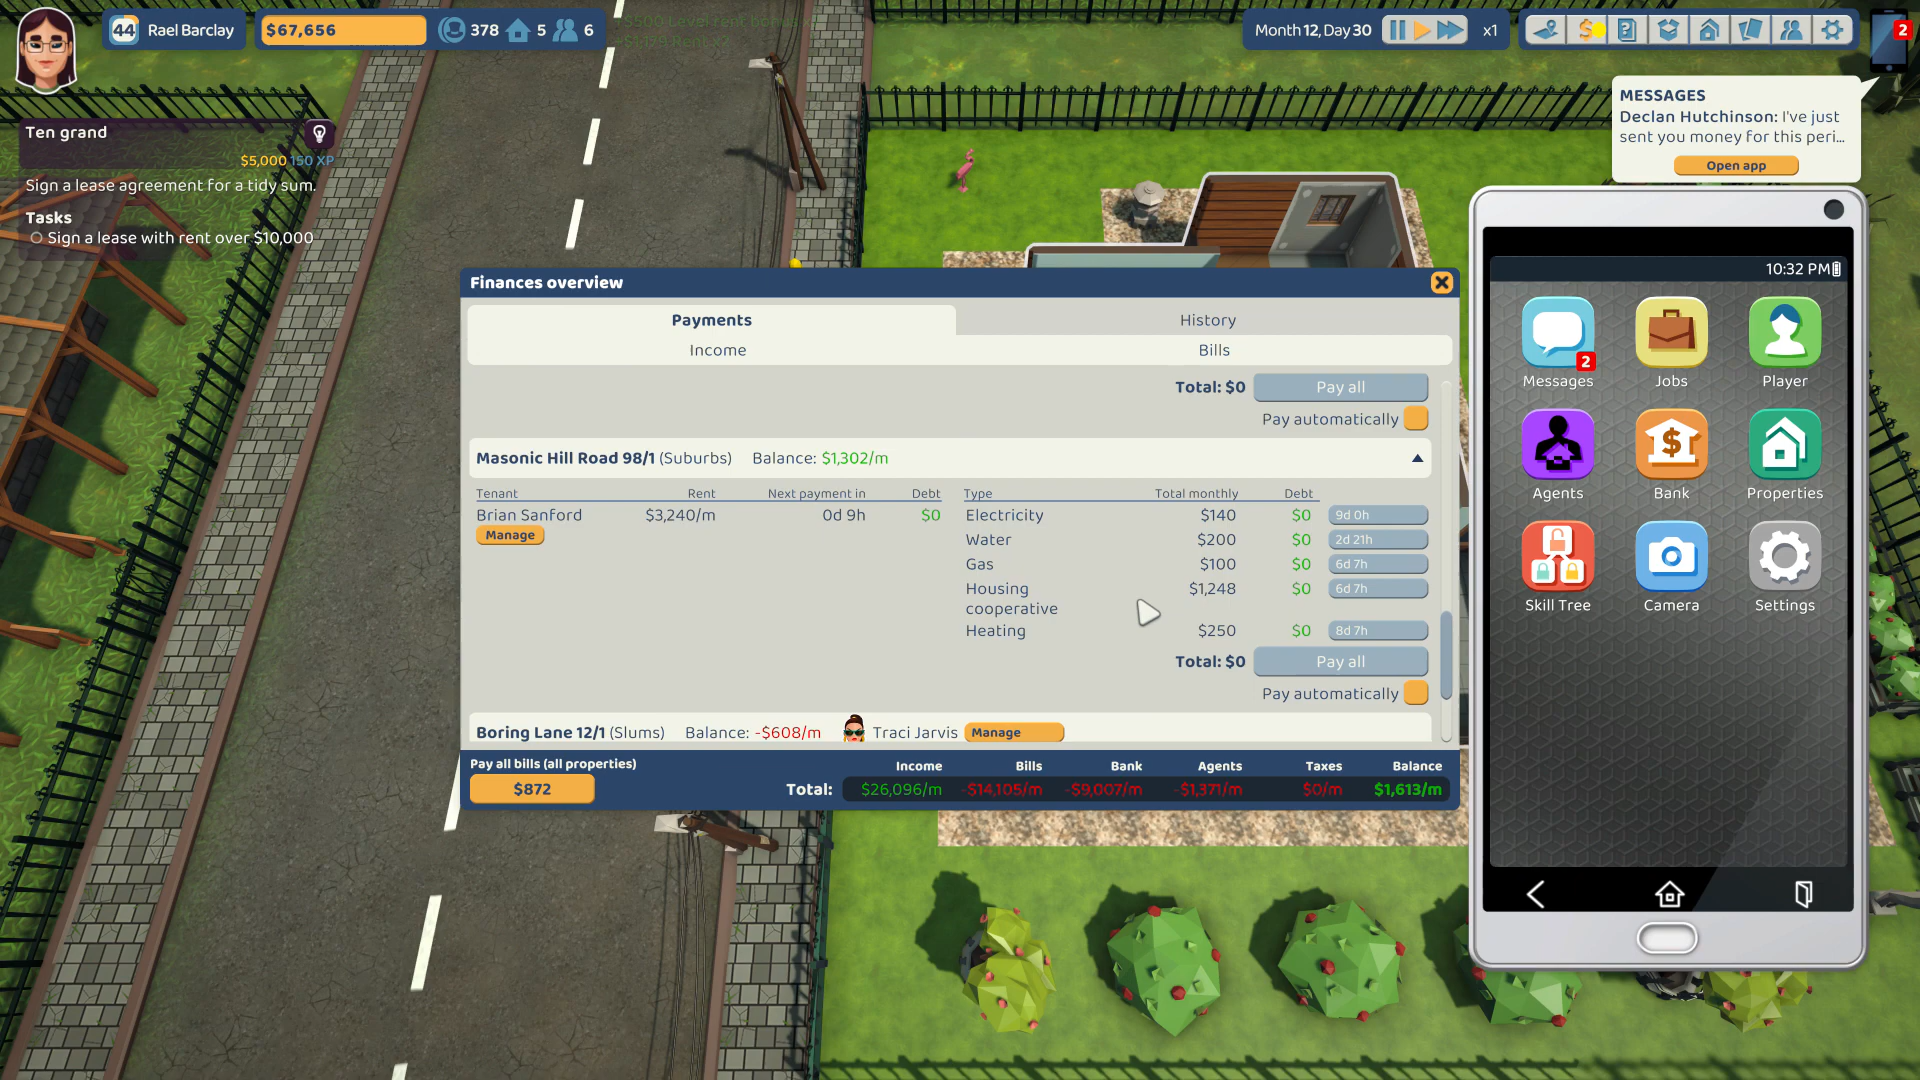 44 Rael Barclay
$67,656
378 5 6
Month 12, Day 30
x1
2
MESSAGES
Declan Hutchinson: I've just
sent you money for this peri...
Open app
Ten grand
$5,000 150 XP
Sign a lease agreement for a tidy sum.
Tasks
Sign a lease with rent over $10,000
Finances overview
Payments
History
Income
Bills
Total: $0
Pay all
Pay automatically
Masonic Hill Road 98/1 (Suburbs) Balance: $1,302/m
Tenant Rent Next payment in Debt
Brian Sanford $3,240/m 0d 9h $0
Manage
Type Total monthly Debt
Electricity $140 $0 9d 0h
Water $200 $0 2d 21h
Gas $100 $0 6d 7h
Housing cooperative $1,248 $0 6d 7h
Heating $250 $0 8d 7h
Total: $0
Pay all
Pay automatically
Boring Lane 12/1 (Slums) Balance: -$608/m Traci Jarvis Manage
Pay all bills (all properties)
$872
Income Bills Bank Agents Taxes Balance
Total: $26,096/m -$14,105/m -$9,007/m -$1,371/m $0/m $1,613/m
10:32 PM
2
Messages Jobs Player
Agents Bank Properties
Skill Tree Camera Settings